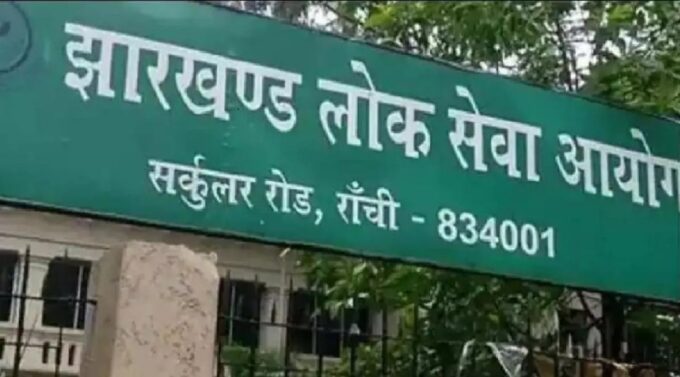 झारखण्ड लोक सेवा आयोग
सर्कुलर रोड, राँची - 834001